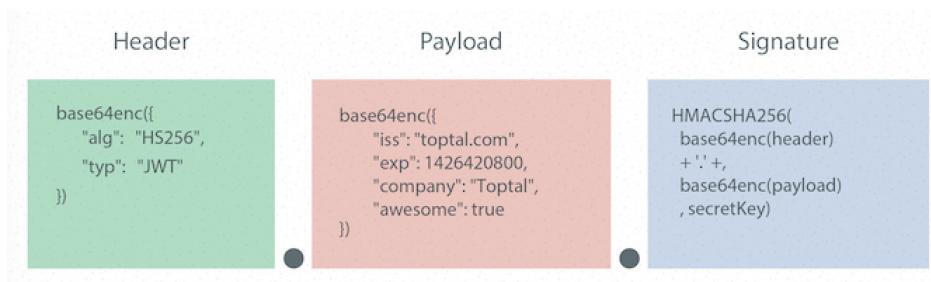 Header
base64enc({
"alg": "HS256",
"typ": "JWT"
})
Payload
base64enc({
"iss": "toptal.com",
"exp": 1426420800,
"company": "Toptal",
"awesome": true
})
Signature
HMACSHA256(
base64enc(header)
+ '.' +,
base64enc(payload)
, secretKey)